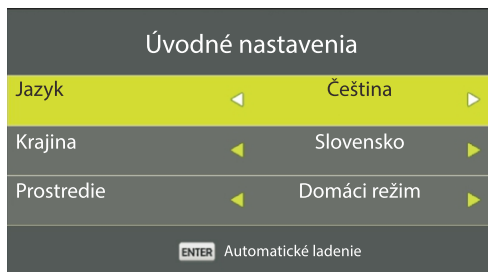 Úvodné nastavenia
Jazyk Čeština
Krajina Slovensko
Prostredie Domáci režim
ENTER Automatické ladenie